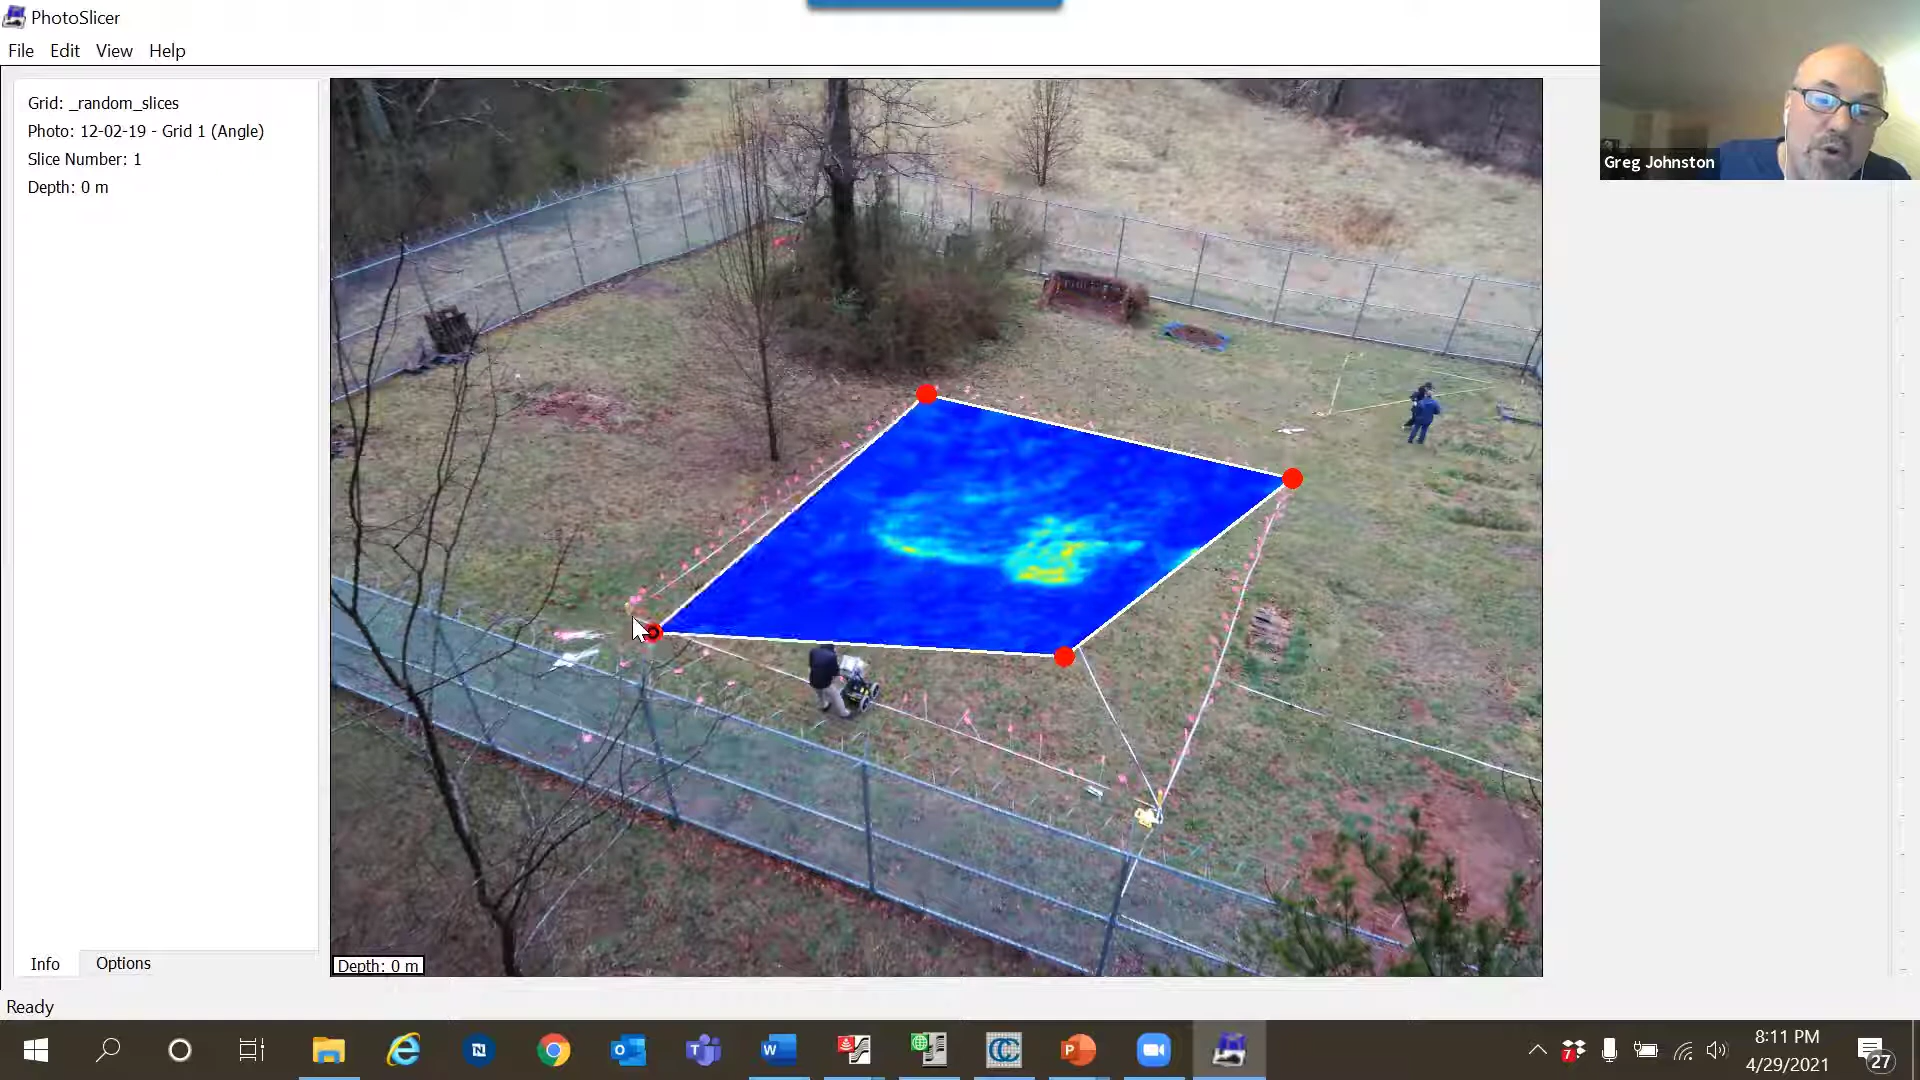 PhotoSlicer
File Edit View Help
Grid: _random_slices
Photo: 12-02-19 - Grid 1 (Angle)
Slice Number: 1
Depth: 0 m
Greg Johnston
Depth: 0 m
Info Options
Ready
8:11 PM
4/29/2021
27
7
N
O
T
W
P